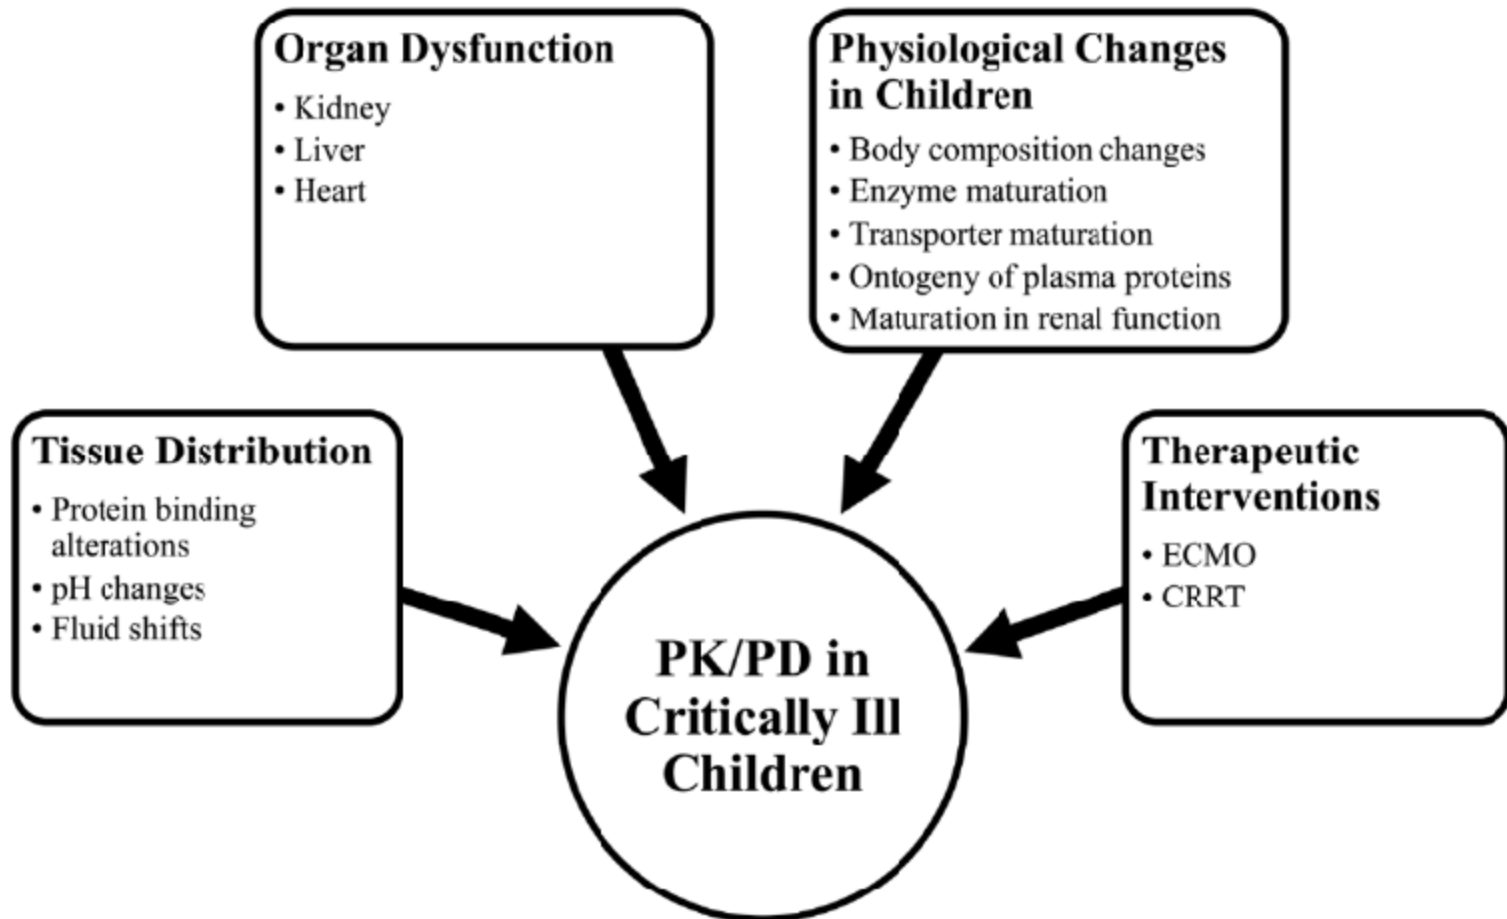 Organ Dysfunction
• Kidney
• Liver
• Heart
Physiological Changes
in Children
• Body composition changes
• Enzyme maturation
• Transporter maturation
• Ontogeny of plasma proteins
• Maturation in renal function
Tissue Distribution
• Protein binding
alterations
• pH changes
• Fluid shifts
Therapeutic
Interventions
• ECMO
• CRRT
PK/PD in
Critically Ill
Children